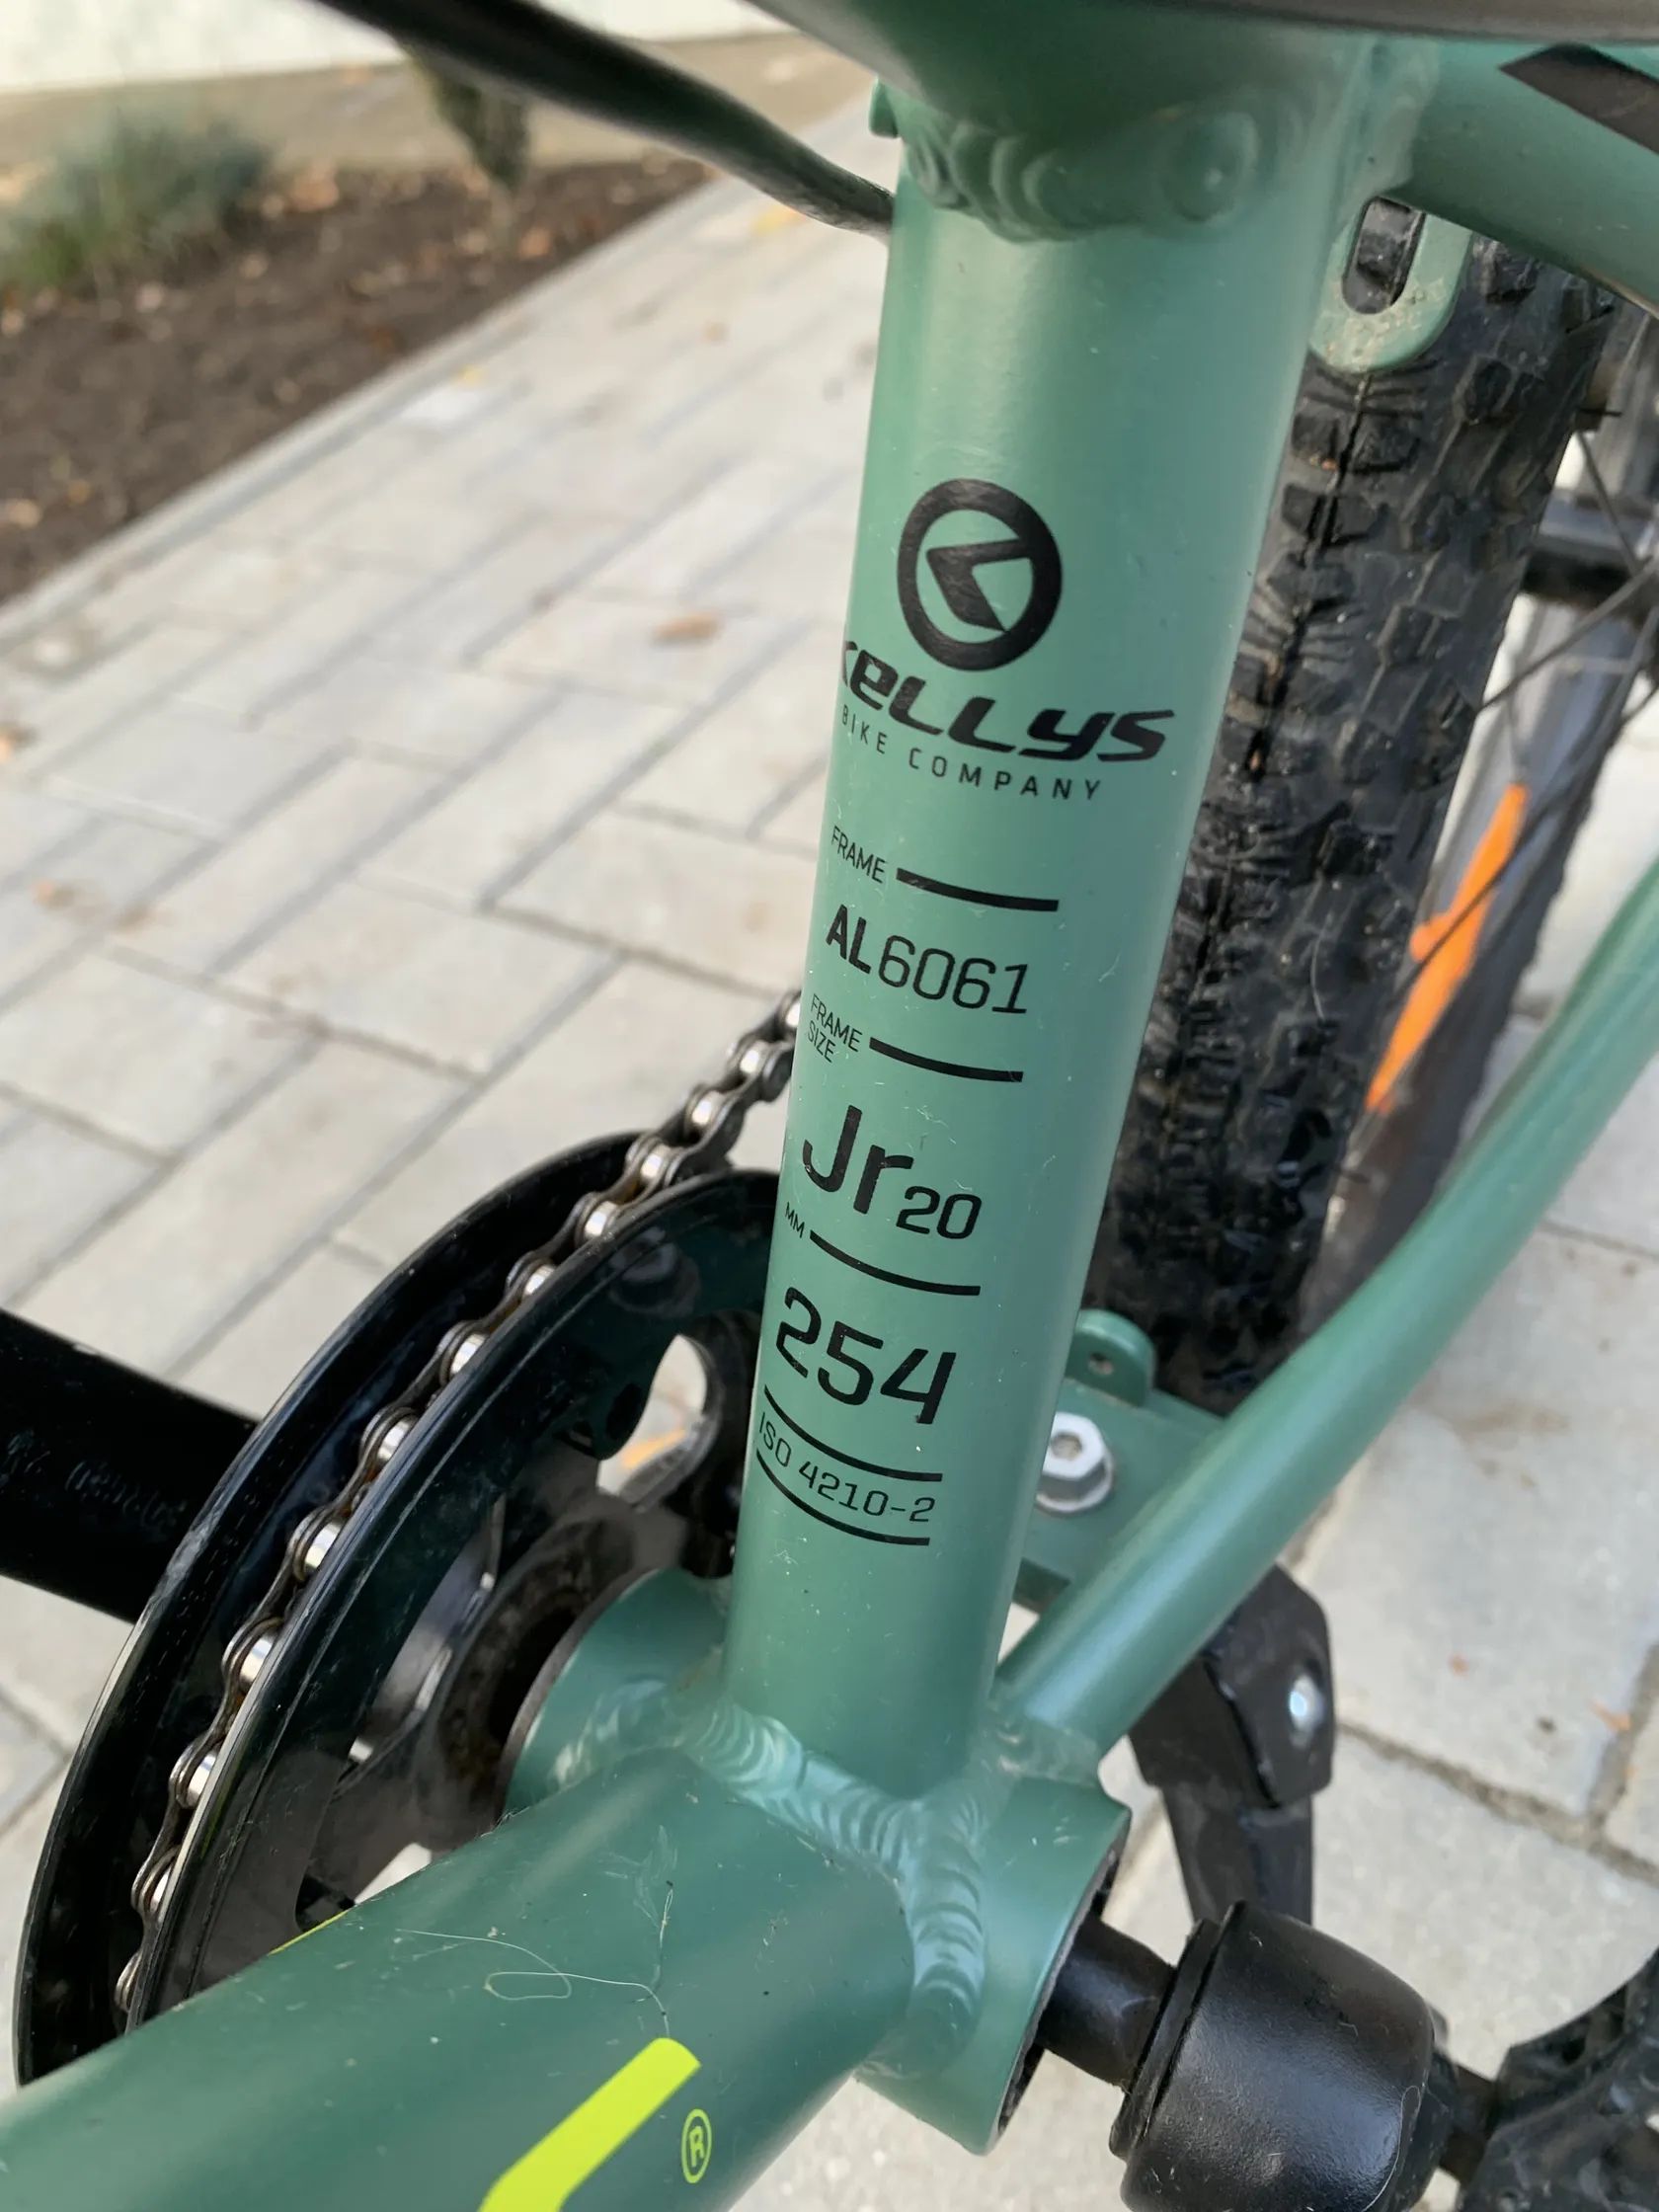 KELLYS
BIKE COMPANY
FRAME
AL6061
FRAME
SIZE
Jr20
MM
254
ISO 4210-2
®